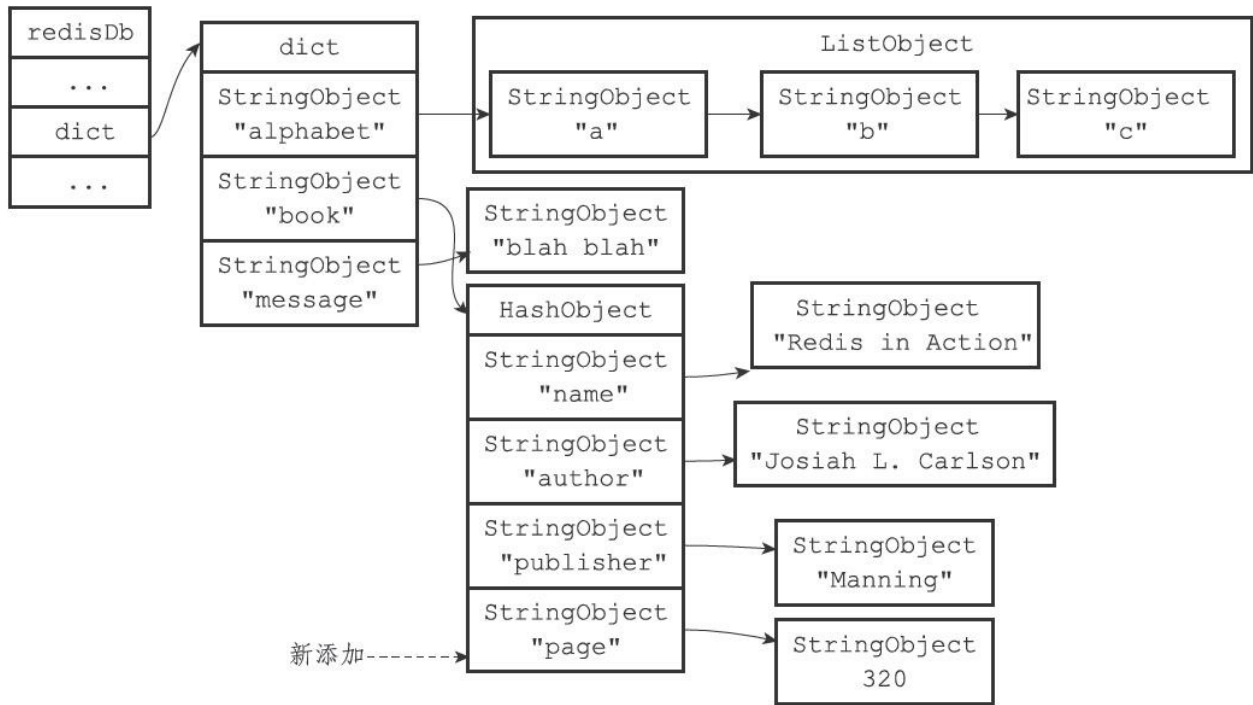 redisDb
...
dict
...
dict
StringObject
"alphabet"
StringObject
"book"
StringObject
"message"
ListObject
StringObject
"a"
StringObject
"b"
StringObject
"c"
StringObject
"blah blah"
HashObject
StringObject
"name"
StringObject
"author"
StringObject
"publisher"
StringObject
"page"
StringObject
"Redis in Action"
StringObject
"Josiah L. Carlson"
StringObject
"Manning"
StringObject
320
新添加